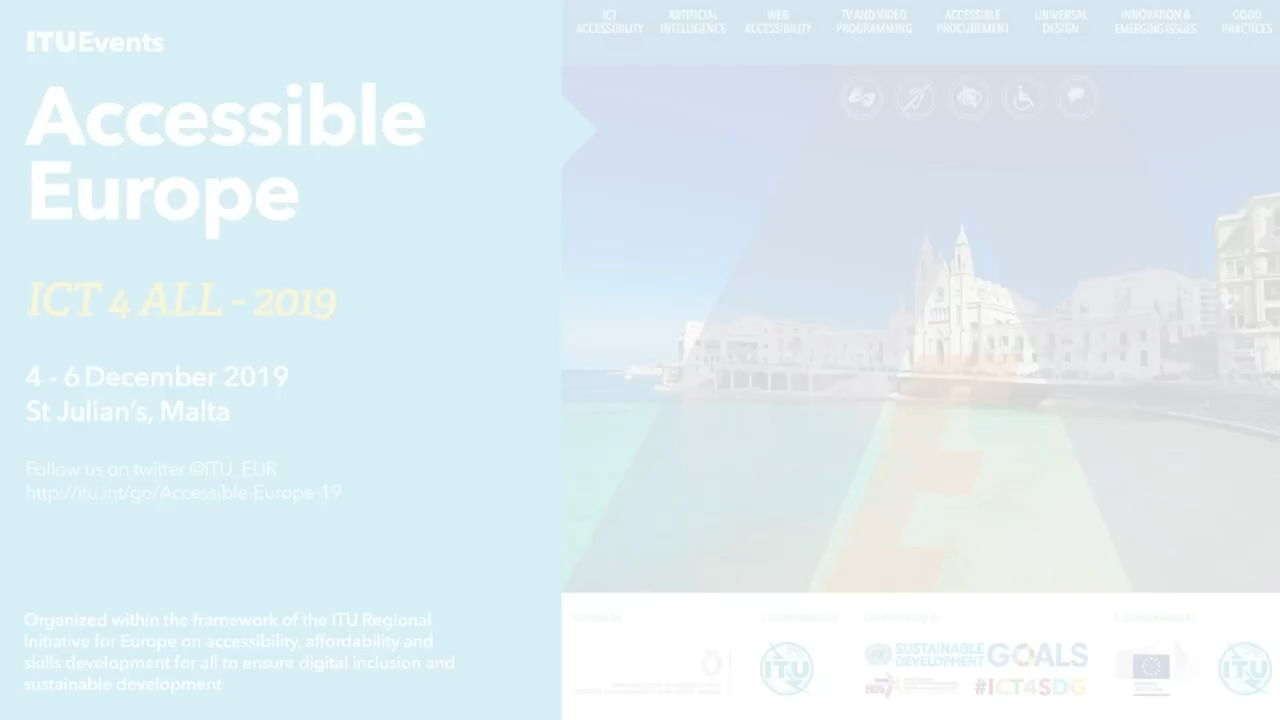 ITUEvents
Accessible
Europe
ICT 4 ALL - 2019
4 - 6 December 2019
St Julian's, Malta
Follow us on twitter @ITU_EUR
http://itu.int/go/Accessible-Europe-19
Organized within the framework of the ITU Regional
Initiative for Europe on accessibility, affordability and
skills development for all to ensure digital inclusion and
sustainable development
ICT
ACCESSIBILITY
ARTIFICIAL
INTELLIGENCE
WEB
ACCESSIBILITY
TV AND VIDEO
PROGRAMMING
ACCESSIBLE
PROCUREMENT
UNIVERSAL
DESIGN
INNOVATION &
EMERGING ISSUES
GOOD
PRACTICES
ITU
SUSTAINABLE
DEVELOPMENT
GOALS
#ICT4SDG
ITU